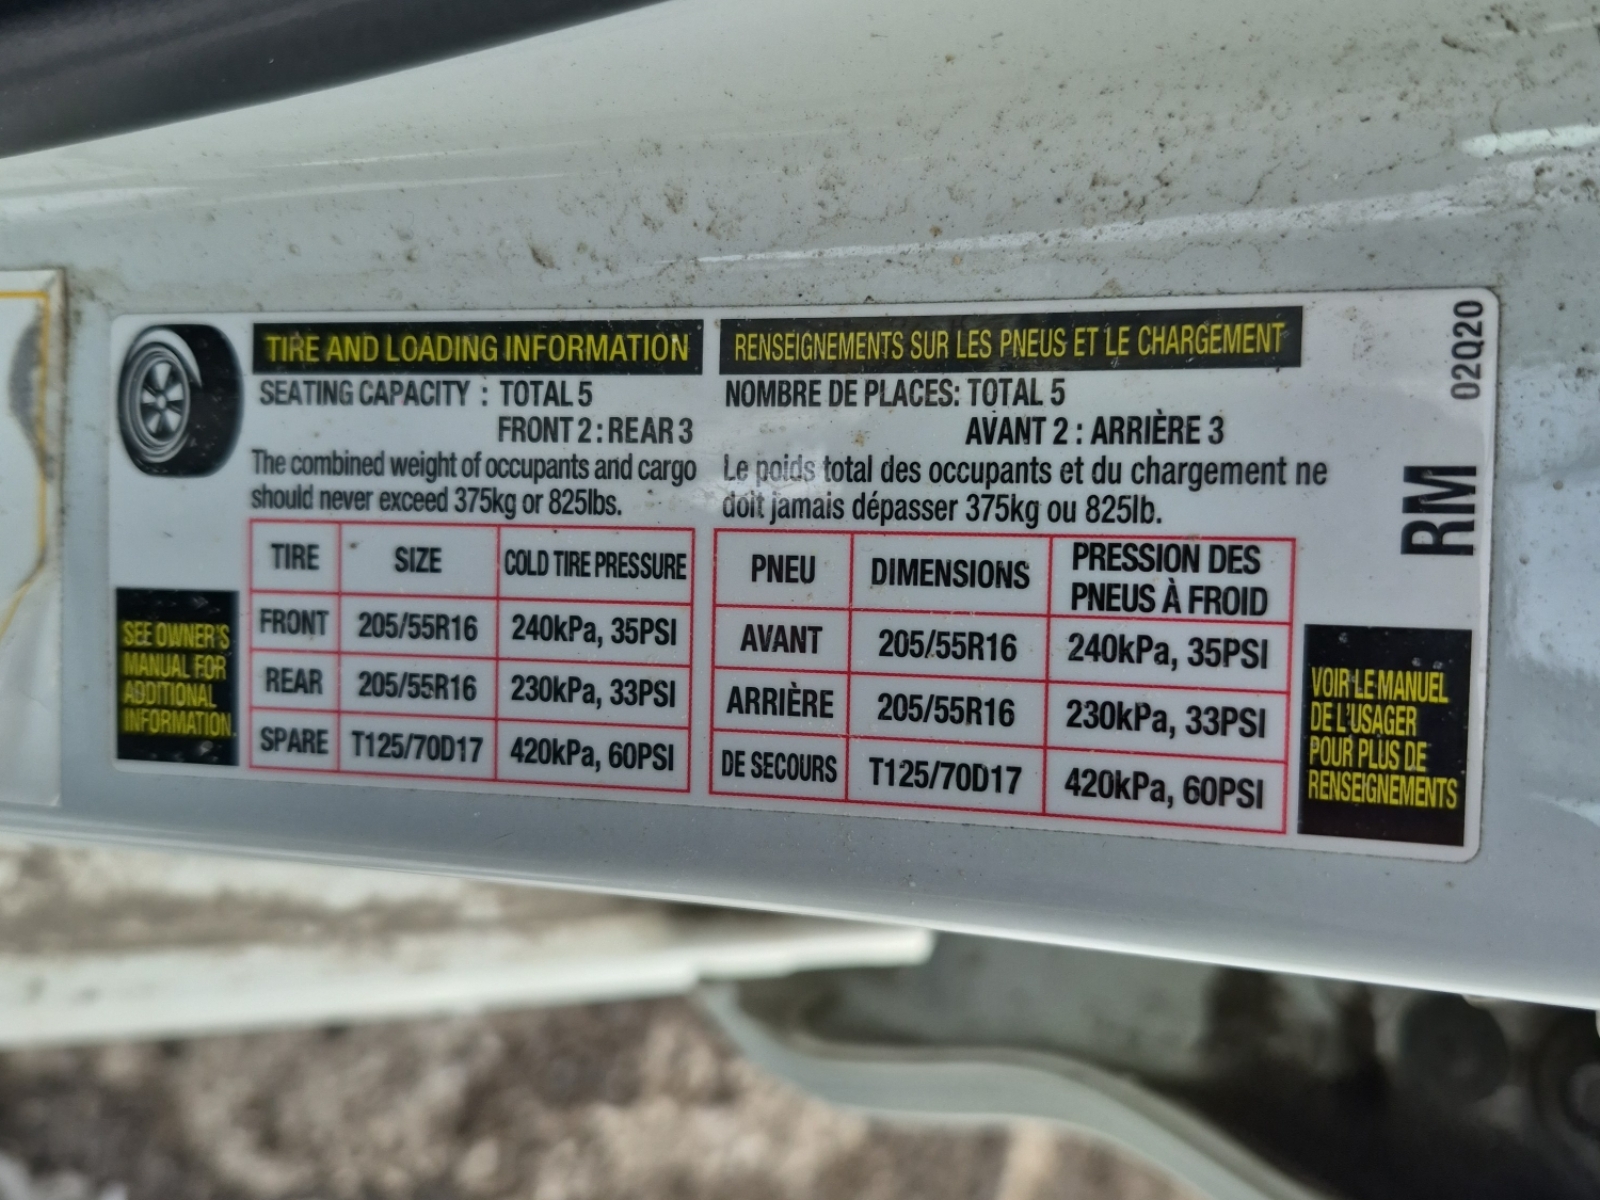 TIRE AND LOADING INFORMATION
SEATING CAPACITY : TOTAL 5
FRONT 2 : REAR 3
The combined weight of occupants and cargo
should never exceed 375kg or 825lbs.
TIRE SIZE COLD TIRE PRESSURE
FRONT 205/55R16 240kPa, 35PSI
REAR 205/55R16 230kPa, 33PSI
SPARE T125/70D17 420kPa, 60PSI
SEE OWNER'S
MANUAL FOR
ADDITIONAL
INFORMATION
RENSEIGNEMENTS SUR LES PNEUS ET LE CHARGEMENT
NOMBRE DE PLACES: TOTAL 5
AVANT 2 : ARRIÈRE 3
Le poids total des occupants et du chargement ne
doit jamais dépasser 375kg ou 825lb.
PNEU DIMENSIONS PRESSION DES
PNEUS À FROID
AVANT 205/55R16 240kPa, 35PSI
ARRIÈRE 205/55R16 230kPa, 33PSI
DE SECOURS T125/70D17 420kPa, 60PSI
VOIR LE MANUEL
DE L'USAGER
POUR PLUS DE
RENSEIGNEMENTS
02Q20
RM